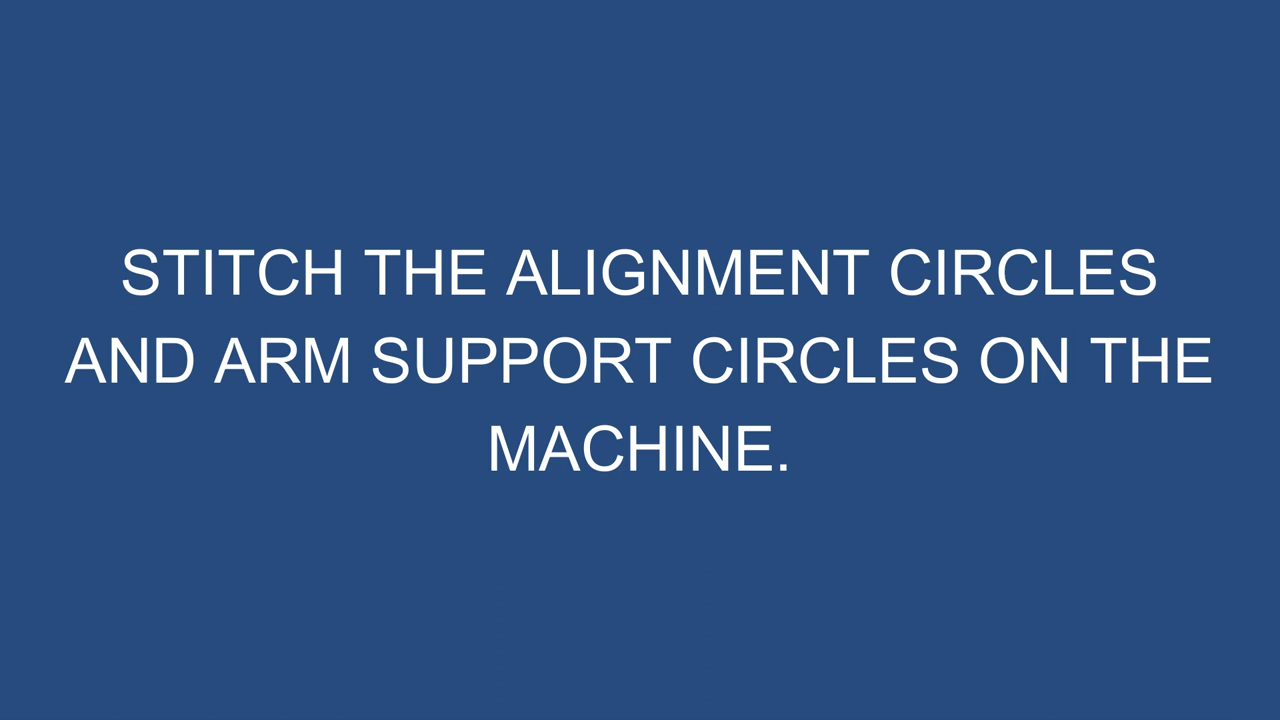 STITCH THE ALIGNMENT CIRCLES
AND ARM SUPPORT CIRCLES ON THE
MACHINE.